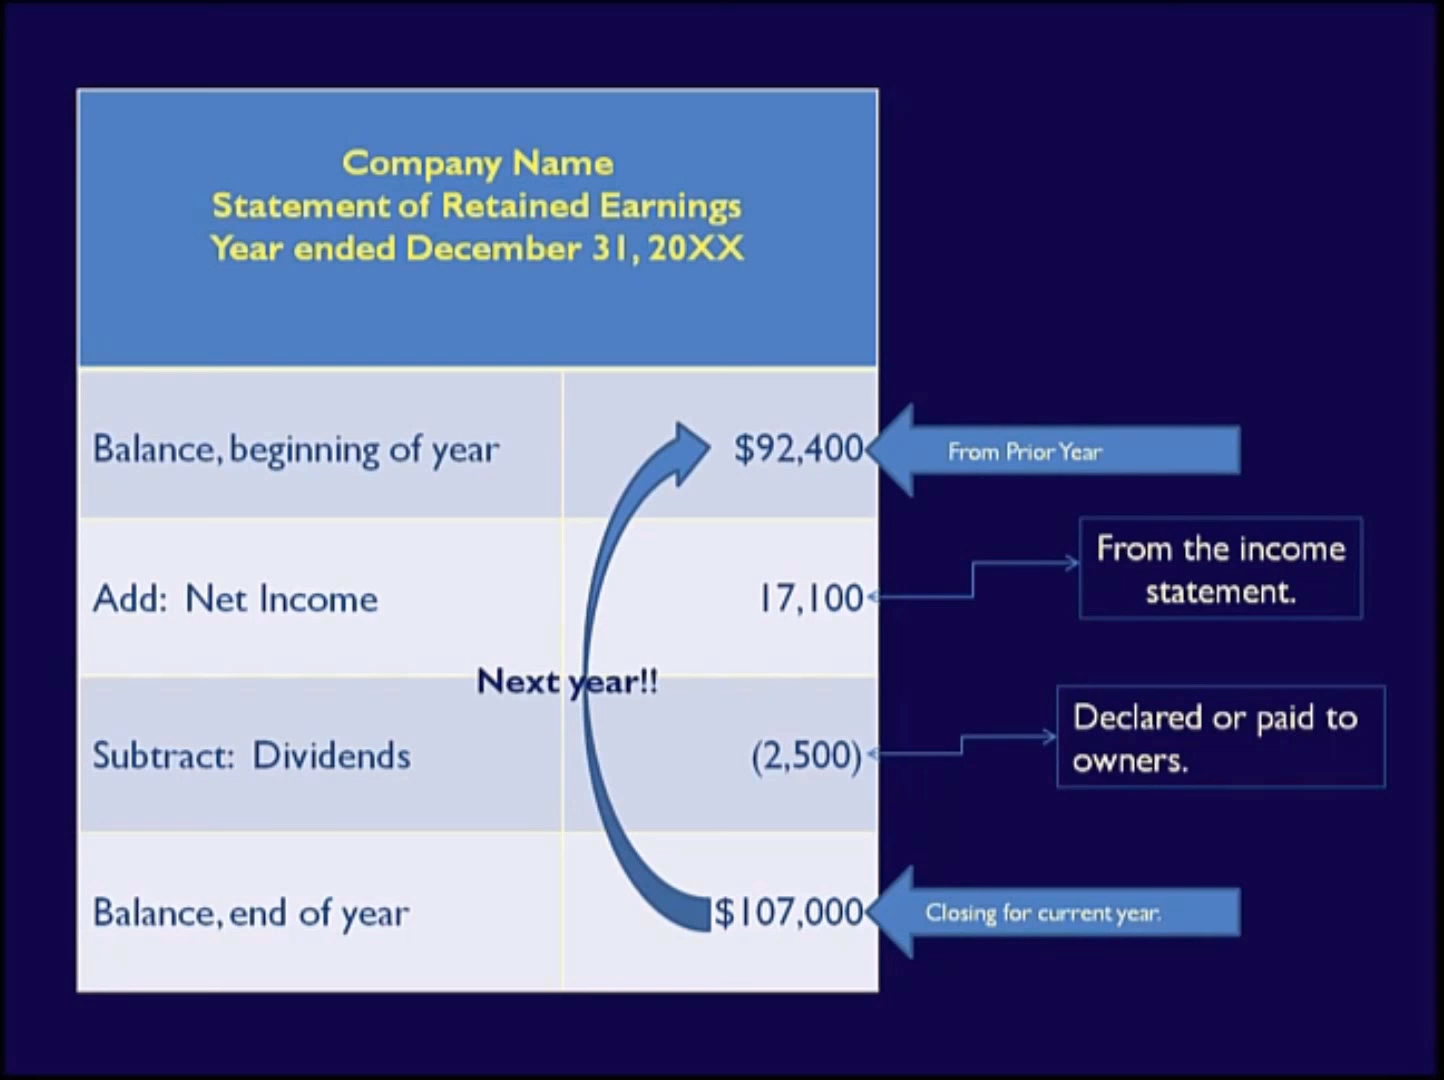 Company Name
Statement of Retained Earnings
Year ended December 31, 20XX
Balance, beginning of year
$92,400
From Prior Year
Add: Net Income
17,100
From the income
statement.
Next year!!
Subtract: Dividends
(2,500)
Declared or paid to
owners.
Balance, end of year
$107,000
Closing for current year.